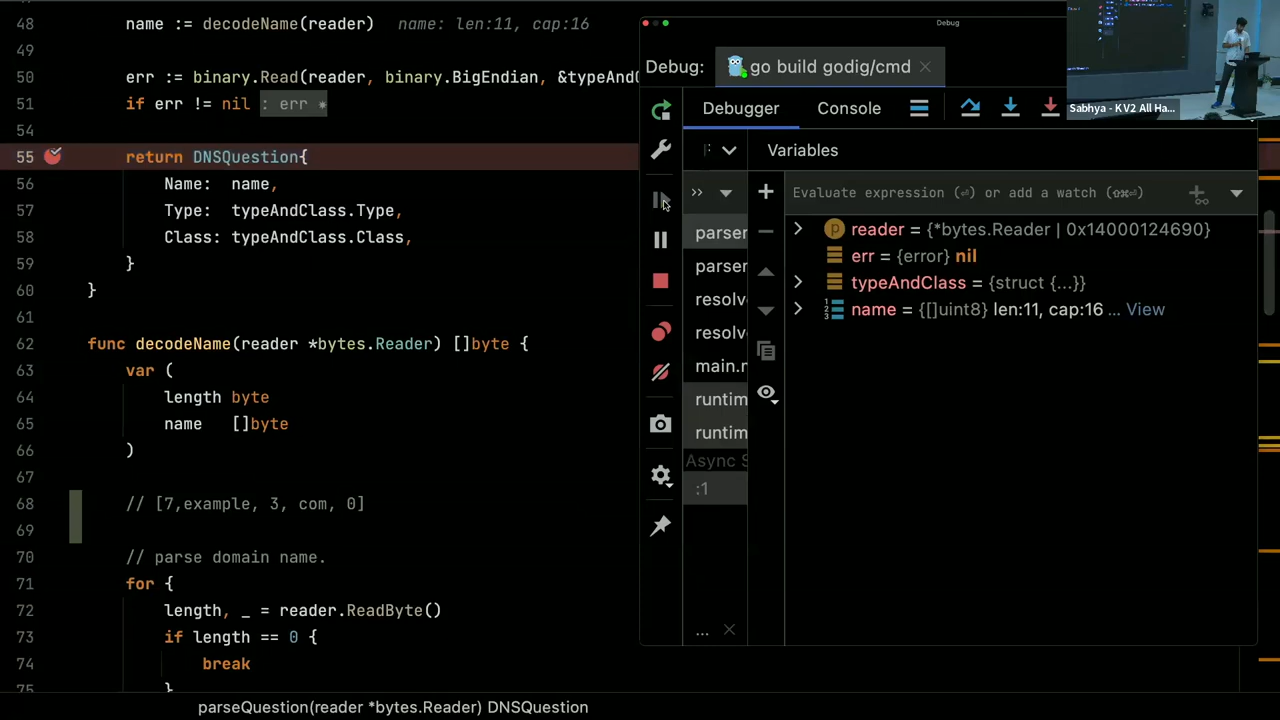 48 name := decodeName(reader) name: len:11, cap:16
49
50 err := binary.Read(reader, binary.BigEndian, &typeAnd
51 if err != nil : err *
54
55 return DNSQuestion{
56 Name: name,
57 Type: typeAndClass.Type,
58 Class: typeAndClass.Class,
59 }
60 }
61
62 func decodeName(reader *bytes.Reader) []byte {
63 var (
64 length byte
65 name []byte
66 )
67
68 // [7,example, 3, com, 0]
69
70 // parse domain name.
71 for {
72 length, _ = reader.ReadByte()
73 if length == 0 {
74 break
75 }
parseQuestion(reader *bytes.Reader) DNSQuestion
Debug
Debug: go build godig/cmd
Debugger Console
Variables
Evaluate expression (⏎) or add a watch (⇧⌘⏎)
parser
parser
resolv
resolv
main.r
runtim
runtim
Async S
:1
...
reader = {*bytes.Reader | 0x14000124690}
err = {error} nil
typeAndClass = {struct {...}}
name = {[]uint8} len:11, cap:16 ... View
Sabhya - KV2 All Ha...